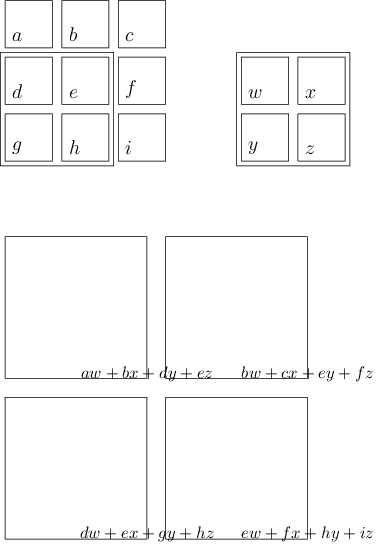 a b c
d e f w x
g h i y z
aw + bx + dy + ez bw + cx + ey + fz
dw + ex + gy + hz ew + fx + hy + iz